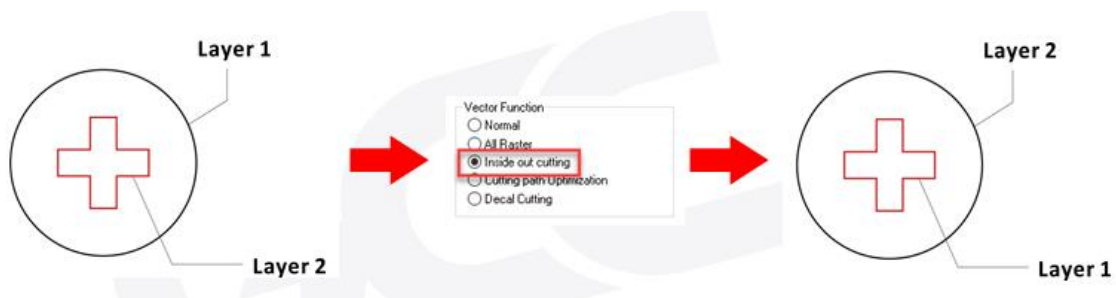 Layer 1
Layer 2
Vector Function
Normal
All Raster
Inside out cutting
Cutting path Optimization
Decal Cutting
Layer 2
Layer 1